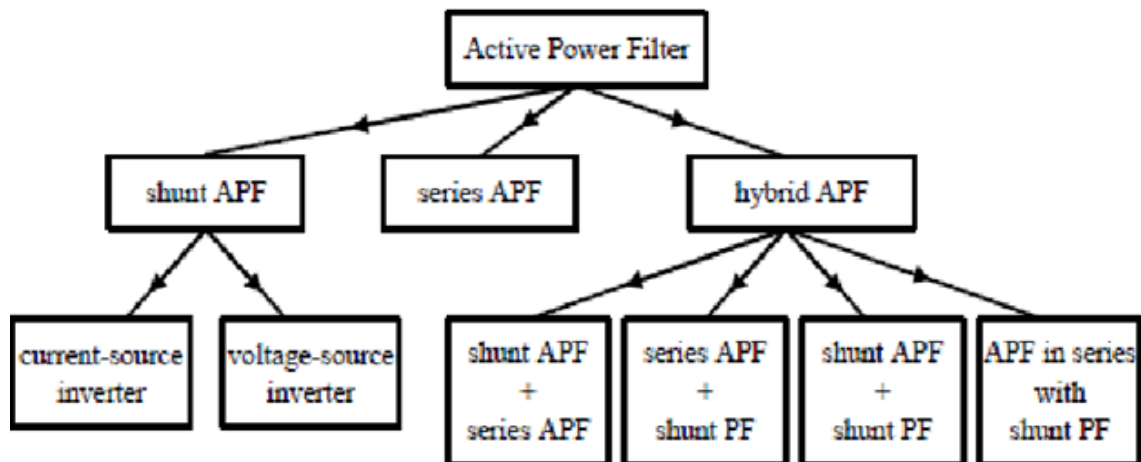 Active Power Filter
shunt APF
series APF
hybrid APF
current-source
inverter
voltage-source
inverter
shunt APF
+
series APF
series APF
+
shunt PF
shunt APF
+
shunt PF
APF in series
with
shunt PF